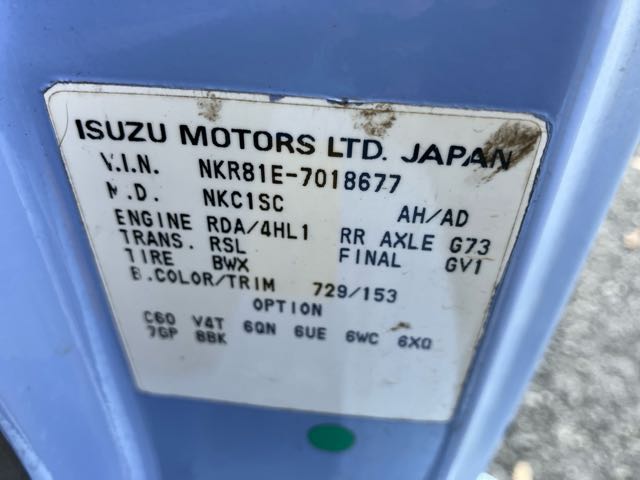 ISUZU MOTORS LTD. JAPAN
V.I.N. NKR81E-7018677
M.D. NKC1SC AH/AD
ENGINE RDA/4HL1 RR AXLE G73
TRANS. RSL FINAL GV1
TIRE BWX
B.COLOR/TRIM 729/153
OPTION
C60 V4T 6QN 6UE 6WC 6XQ
7GP 8BK